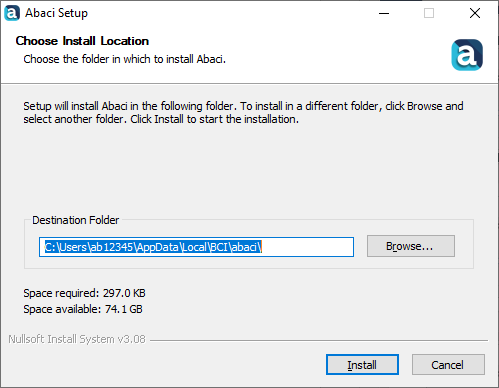 Abaci Setup
Choose Install Location
Choose the folder in which to install Abaci.
a
Setup will install Abaci in the following folder. To install in a different folder, click Browse and
select another folder. Click Install to start the installation.
Destination Folder
C:\Users\ab12345\AppData\Local\BCI\abaci\
Browse...
Space required: 297.0 KB
Space available: 74.1 GB
Nullsoft Install System v3.08
Install
Cancel